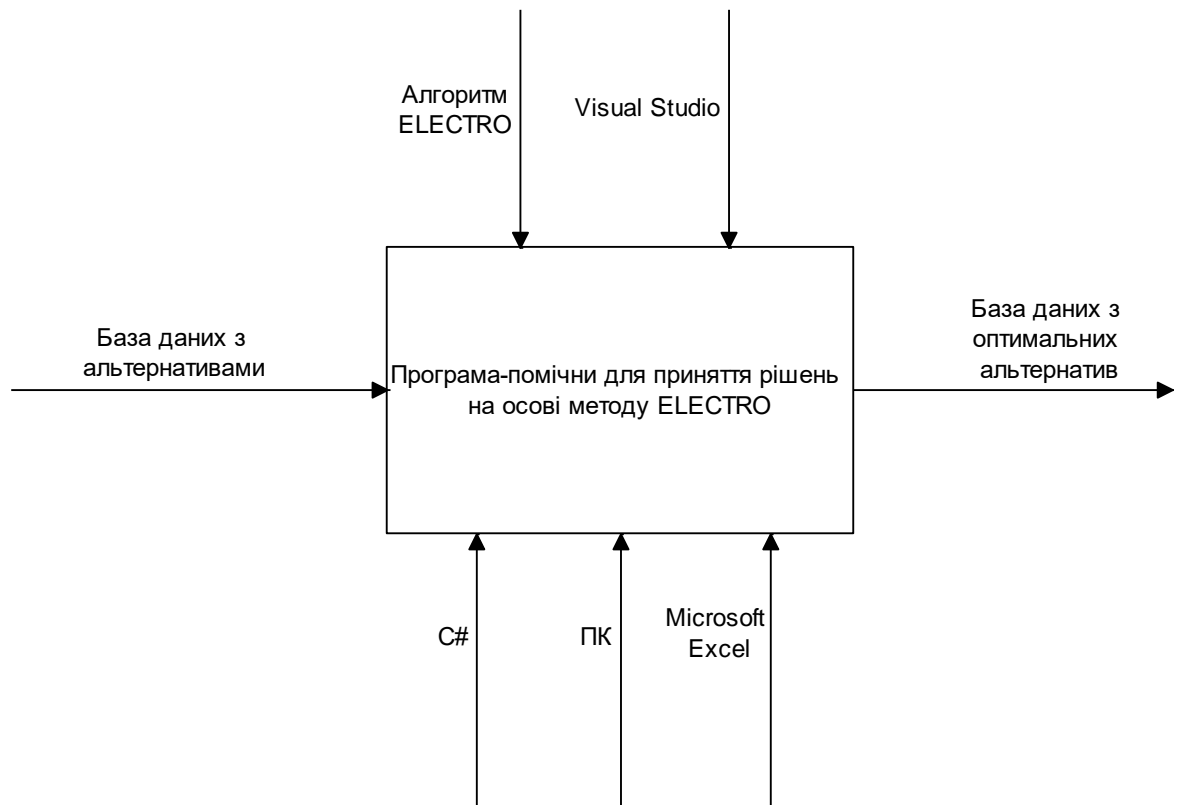 Алгоритм
ELECTRO
Visual Studio
База даних з
альтернативами
Програма-помічни для приняття рішень
на осові методу ELECTRO
База даних з
оптимальних
альтернатив
C#
ПК
Microsoft
Excel